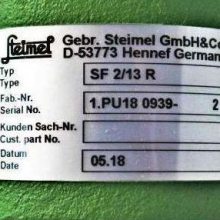 Steimel
Gebr. Steimel GmbH&Co
D-53773 Hennef German
Typ
Type
SF 2/13 R
Fab.-Nr.
Serial No.
1.PU18 0939- 2
Kunden Sach-Nr.
Cust. part No.
Datum
Date
05.18